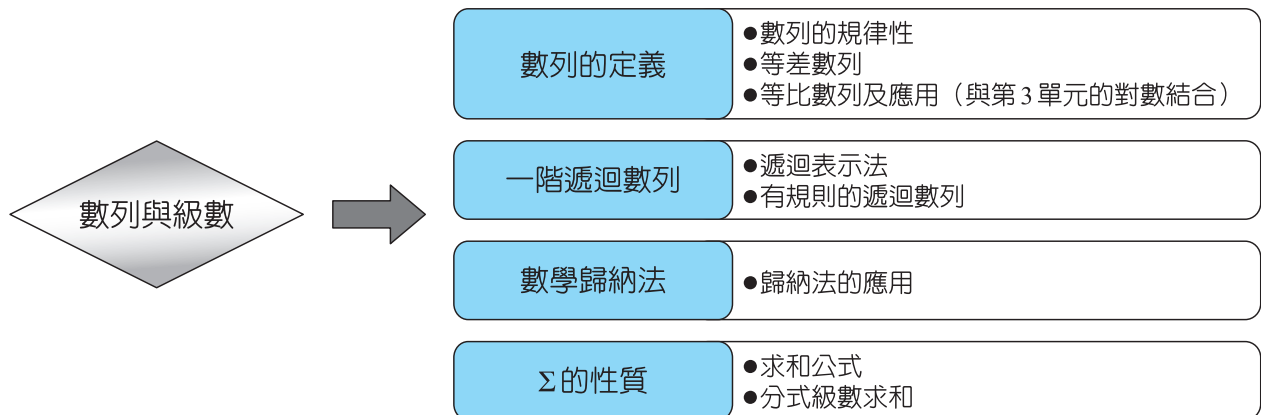 數列與級數
數列的定義
●數列的規律性
●等差數列
●等比數列及應用（與第3單元的對數結合）
一階遞迴數列
●遞迴表示法
●有規則的遞迴數列
數學歸納法
●歸納法的應用
Σ的性質
●求和公式
●分式級數求和